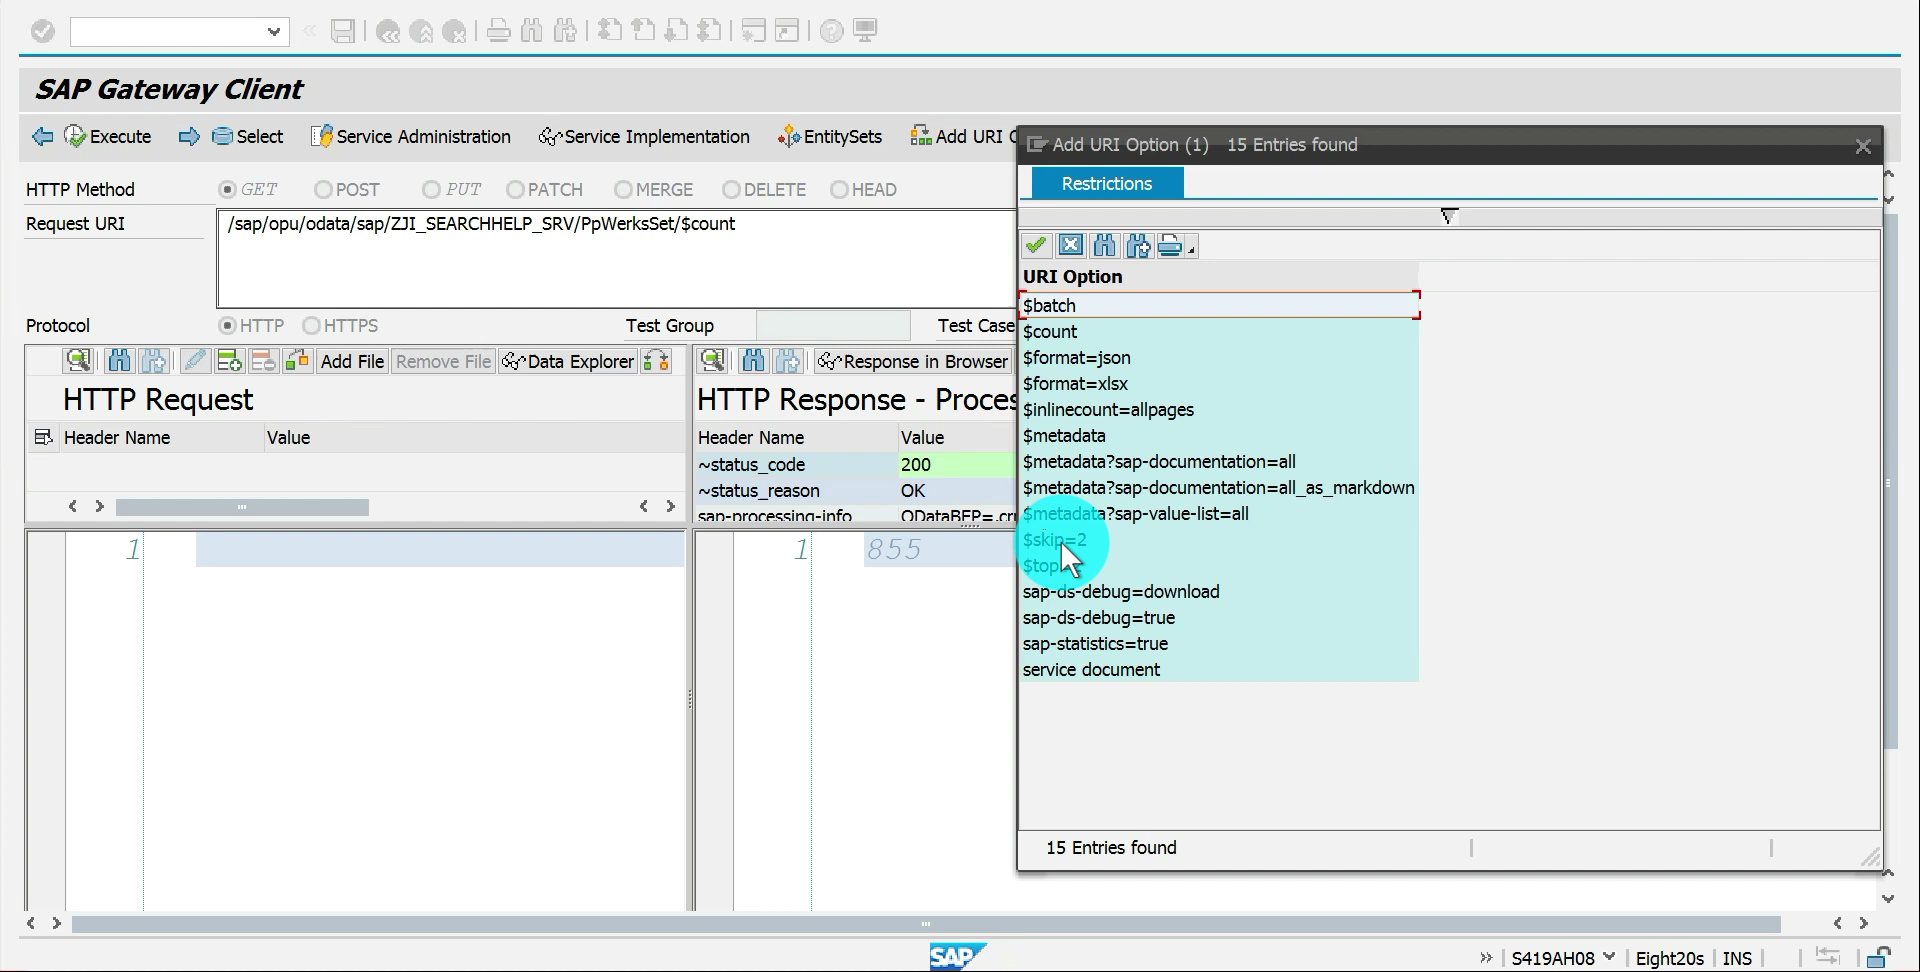 SAP Gateway Client
Execute Select Service Administration Service Implementation EntitySets Add URI
HTTP Method GET POST PUT PATCH MERGE DELETE HEAD
Request URI /sap/opu/odata/sap/ZJI_SEARCHHELP_SRV/PpWerksSet/$count
Protocol HTTP HTTPS Test Group Test Case
Add File Remove File Data Explorer Response in Browser
HTTP Request
HTTP Response - Proces
Header Name Value
Header Name Value
~status_code 200
~status_reason OK
sap-processing-info ODataBEP=
1
1 855
Add URI Option (1) 15 Entries found
Restrictions
URI Option
$batch
$count
$format=json
$format=xlsx
$inlinecount=allpages
$metadata
$metadata?sap-documentation=all
$metadata?sap-documentation=all_as_markdown
$metadata?sap-value-list=all
$skip=2
$top
sap-ds-debug=download
sap-ds-debug=true
sap-statistics=true
service document
15 Entries found
SAP
S419AH08 Eight20s INS